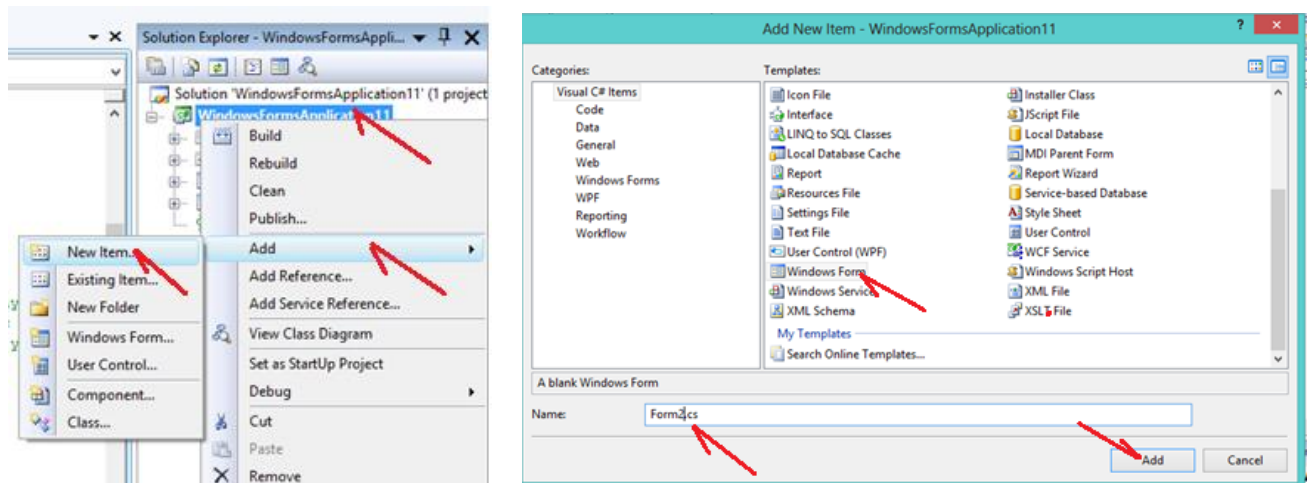 Solution Explorer - WindowsFormsAppli...
Solution 'WindowsFormsApplication11' (1 project
WindowsFormsApplication11
Build
Rebuild
Clean
Publish...
Add
Add Reference...
Add Service Reference...
View Class Diagram
Set as StartUp Project
Debug
Cut
Paste
Remove
New Item...
Existing Item...
New Folder
Windows Form...
User Control...
Component...
Class...
Add New Item - WindowsFormsApplication11
Categories:
Visual C# Items
Code
Data
General
Web
Windows Forms
WPF
Reporting
Workflow
Templates:
Icon File
Interface
LINQ to SQL Classes
Local Database Cache
Report
Resources File
Settings File
Text File
User Control (WPF)
Windows Form
Windows Service
XML Schema
Installer Class
JScript File
Local Database
MDI Parent Form
Report Wizard
Service-based Database
Style Sheet
User Control
WCF Service
Windows Script Host
XML File
XSLT File
My Templates
Search Online Templates...
A blank Windows Form
Name:
Form2.cs
Add
Cancel